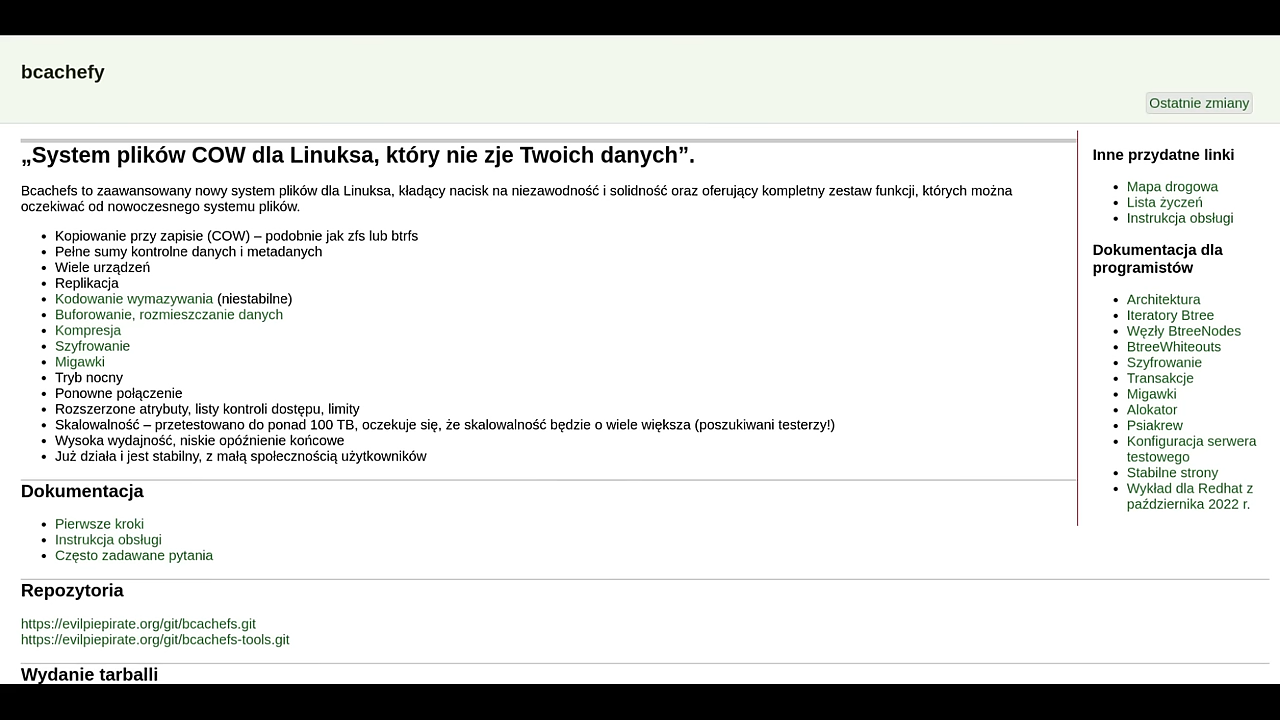 bcachefy
Ostatnie zmiany
„System plików COW dla Linuksa, który nie zje Twoich danych”.
Bcachefs to zaawansowany nowy system plików dla Linuksa, kładący nacisk na niezawodność i solidność oraz oferujący kompletny zestaw funkcji, których można
oczekiwać od nowoczesnego systemu plików.
• Kopiowanie przy zapisie (COW) – podobnie jak zfs lub btrfs
• Pełne sumy kontrolne danych i metadanych
• Wiele urządzeń
• Replikacja
• Kodowanie wymazywania (niestabilne)
• Buforowanie, rozmieszczanie danych
• Kompresja
• Szyfrowanie
• Migawki
• Tryb nocny
• Ponowne połączenie
• Rozszerzone atrybuty, listy kontroli dostępu, limity
• Skalowalność – przetestowano do ponad 100 TB, oczekuje się, że skalowalność będzie o wiele większa (poszukiwani testerzy!)
• Wysoka wydajność, niskie opóźnienie końcowe
• Już działa i jest stabilny, z małą społecznością użytkowników
Dokumentacja
• Pierwsze kroki
• Instrukcja obsługi
• Często zadawane pytania
Repozytoria
https://evilpiepirate.org/git/bcachefs.git
https://evilpiepirate.org/git/bcachefs-tools.git
Wydanie tarballi
Inne przydatne linki
• Mapa drogowa
• Lista życzeń
• Instrukcja obsługi
Dokumentacja dla
programistów
• Architektura
• Iteratory Btree
• Węzły BtreeNodes
• BtreeWhiteouts
• Szyfrowanie
• Transakcje
• Migawki
• Alokator
• Psiakrew
• Konfiguracja serwera
testowego
• Stabilne strony
• Wykład dla Redhat z
października 2022 r.